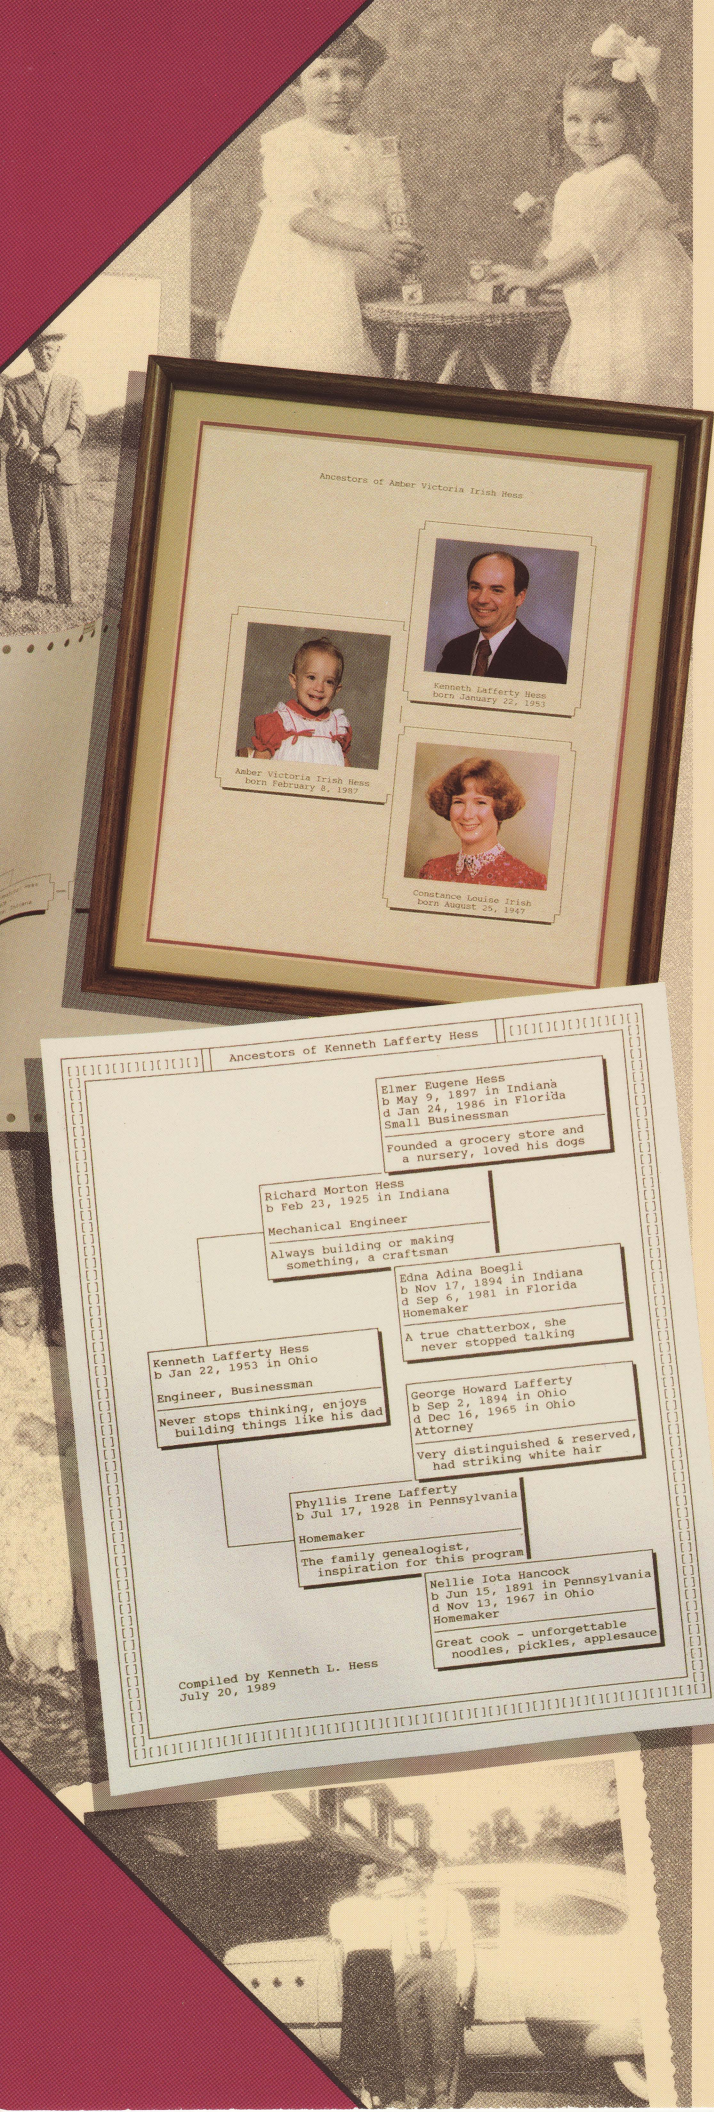 Ancestors of Amber Victoria Irish Hess
Kenneth Lafferty Hess
born January 22, 1953
Amber Victoria Irish Hess
born February 8, 1987
Constance Louise Irish
born August 25, 1947
Ancestors of Kenneth Lafferty Hess
Elmer Eugene Hess
b May 9, 1897 in Indiana
d Jan 24, 1986 in Florida
Small Businessman
Founded a grocery store and
a nursery, loved his dogs
Richard Morton Hess
b Feb 23, 1925 in Indiana
Mechanical Engineer
Always building or making
something, a craftsman
Edna Adina Boegli
b Nov 17, 1894 in Indiana
d Sep 6, 1981 in Florida
Homemaker
A true chatterbox, she
never stopped talking
Kenneth Lafferty Hess
b Jan 22, 1953 in Ohio
Engineer, Businessman
Never stops thinking, enjoys
building things like his dad
George Howard Lafferty
b Sep 2, 1894 in Ohio
d Dec 16, 1965 in Ohio
Attorney
Very distinguished & reserved,
had striking white hair
Phyllis Irene Lafferty
b Jul 17, 1928 in Pennsylvania
Homemaker
The family genealogist,
inspiration for this program
Nellie Iota Hancock
b Jun 15, 1891 in Pennsylvania
d Nov 13, 1967 in Ohio
Homemaker
Great cook - unforgettable
noodles, pickles, applesauce
Compiled by Kenneth L. Hess
July 20, 1989